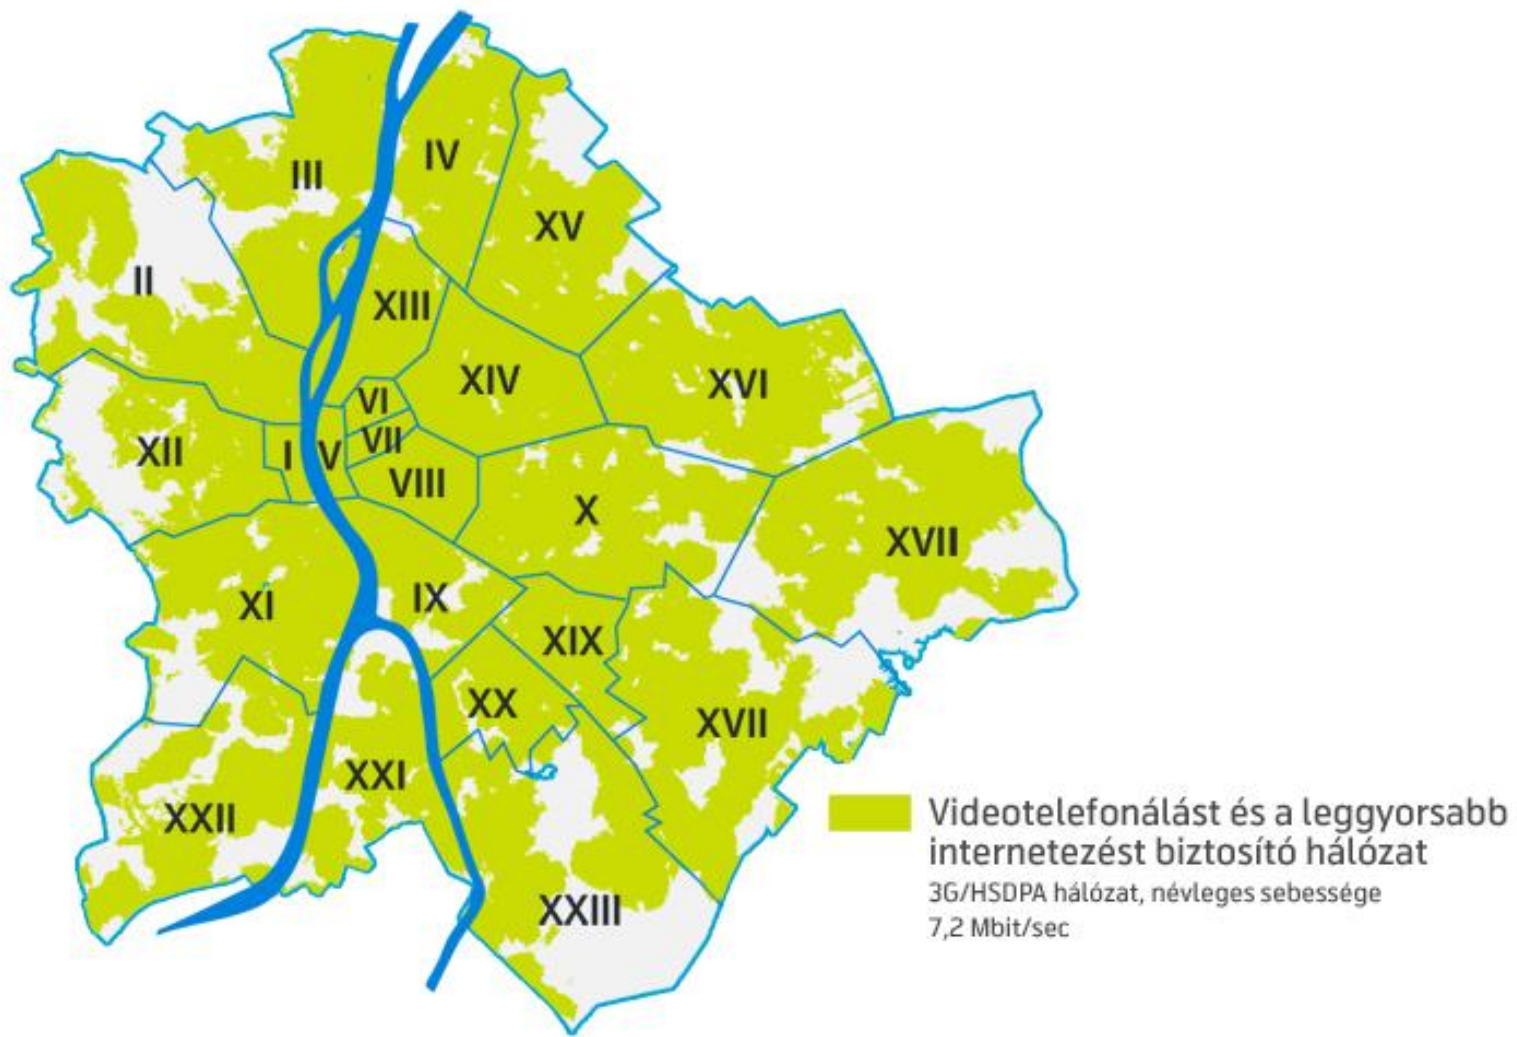 III
IV
XV
II
XIII
XIV
XVI
VI
XII
I
V
VII
VIII
X
XVII
XI
IX
XIX
XX
XVII
XXI
XXII
XXIII
Videotelefonálást és a leggyorsabb
internetezést biztosító hálózat
3G/HSDPA hálózat, névleges sebessége
7,2 Mbit/sec